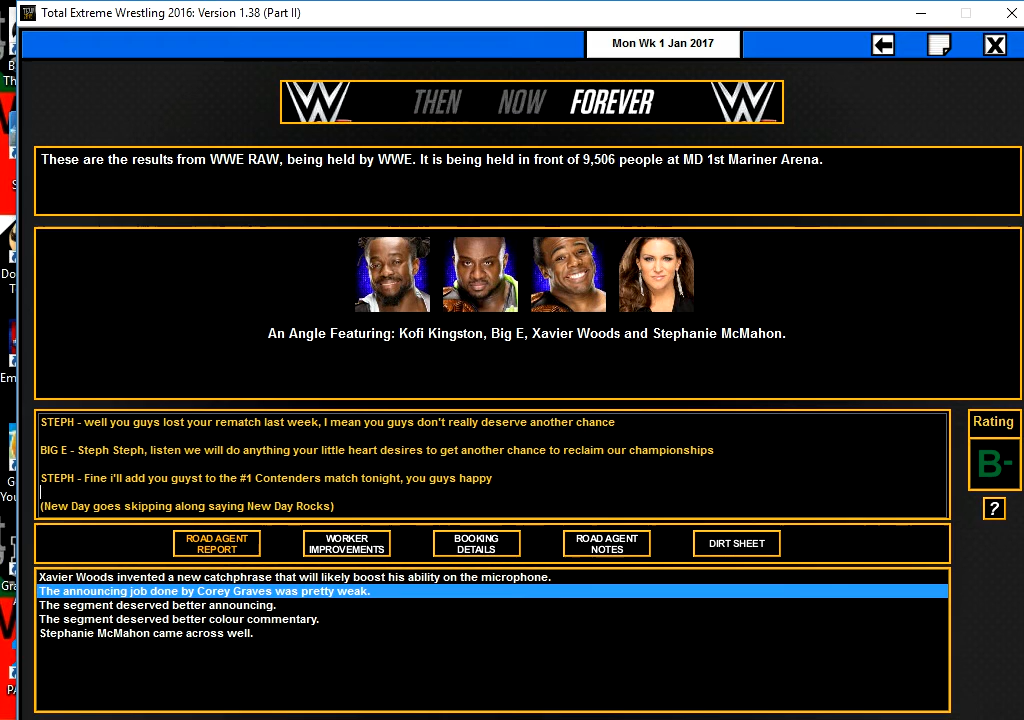 Total Extreme Wrestling 2016: Version 1.38 (Part II)
Mon Wk 1 Jan 2017
THEN NOW FOREVER
These are the results from WWE RAW, being held by WWE. It is being held in front of 9,506 people at MD 1st Mariner Arena.
An Angle Featuring: Kofi Kingston, Big E, Xavier Woods and Stephanie McMahon.
STEPH - well you guys lost your rematch last week, I mean you guys don't really deserve another chance
BIG E - Steph Steph, listen we will do anything your little heart desires to get another chance to reclaim our championships
STEPH - Fine i'll add you guyst to the #1 Contenders match tonight, you guys happy
(New Day goes skipping along saying New Day Rocks)
Rating
B-
?
ROAD AGENT REPORT
WORKER IMPROVEMENTS
BOOKING DETAILS
ROAD AGENT NOTES
DIRT SHEET
Xavier Woods invented a new catchphrase that will likely boost his ability on the microphone.
The announcing job done by Corey Graves was pretty weak.
The segment deserved better announcing.
The segment deserved better colour commentary.
Stephanie McMahon came across well.